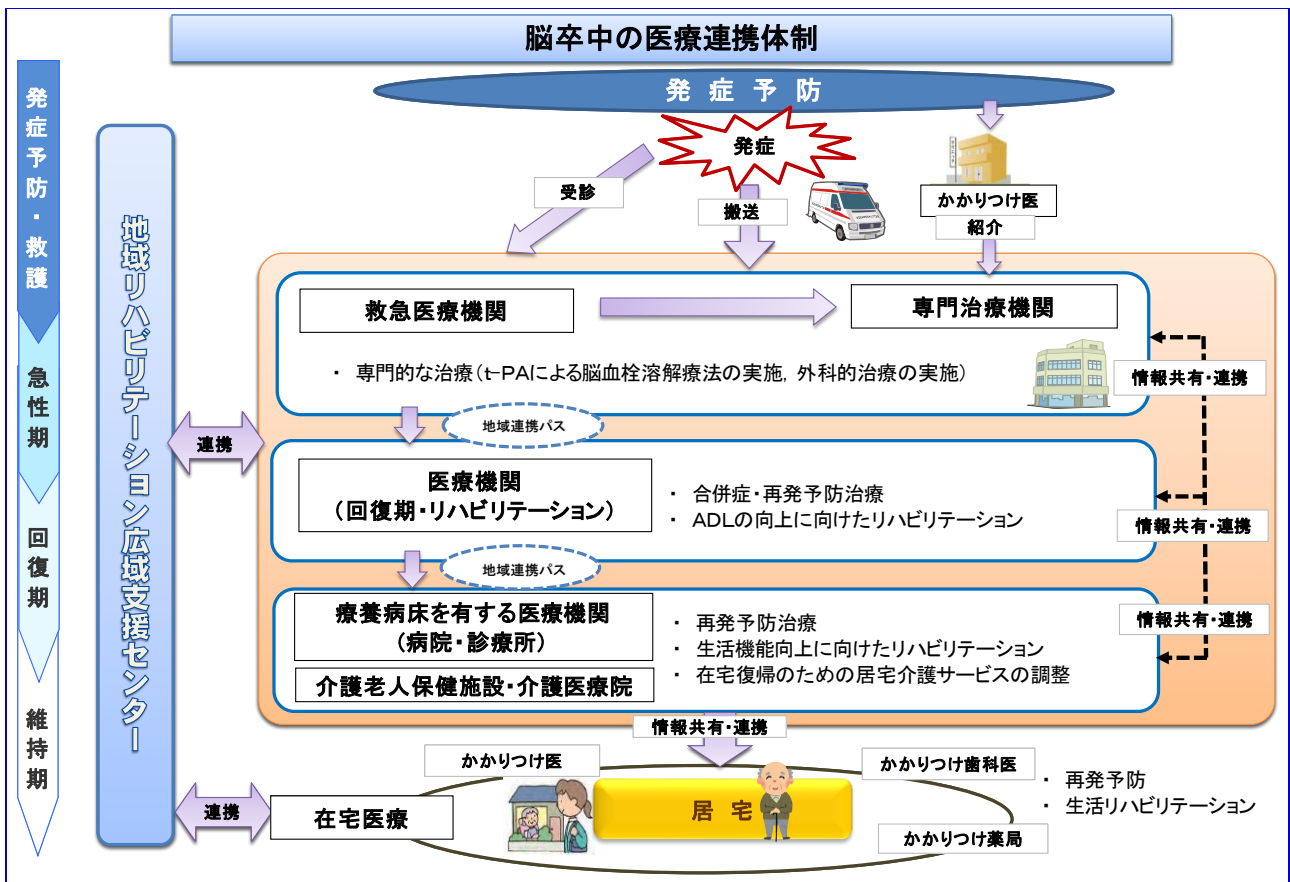 脳卒中の医療連携体制
発症予防
発症予防・救護
急性期
回復期
維持期
地域リハビリテーション広域支援センター
発症
受診
搬送
かかりつけ医
紹介
救急医療機関
専門治療機関
・ 専門的な治療(t-PAによる脳血栓溶解療法の実施, 外科的治療の実施)
情報共有・連携
連携
地域連携パス
医療機関
(回復期・リハビリテーション)
・ 合併症・再発予防治療
・ ADLの向上に向けたリハビリテーション
情報共有・連携
地域連携パス
療養病床を有する医療機関
(病院・診療所)
介護老人保健施設・介護医療院
・ 再発予防治療
・ 生活機能向上に向けたリハビリテーション
・ 在宅復帰のための居宅介護サービスの調整
情報共有・連携
情報共有・連携
かかりつけ医
かかりつけ歯科医
・ 再発予防
・ 生活リハビリテーション
連携
在宅医療
居宅
かかりつけ薬局